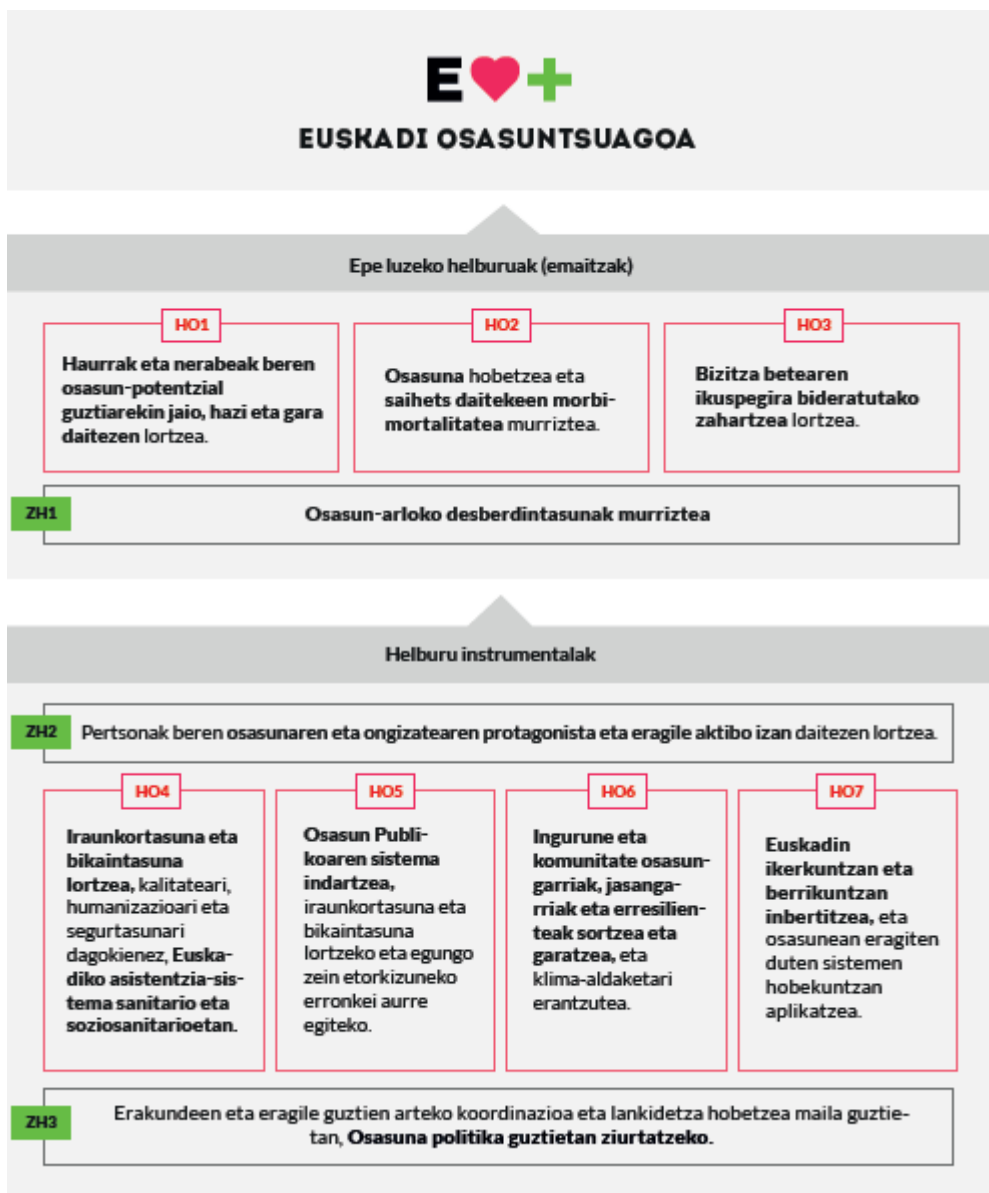 E❤+
EUSKADI OSASUNTSUAGOA
Epe luzeko helburuak (emaitzak)
HO1
Haurrak eta nerabeak beren
osasun-potentzial
guztiarekin jaio, hazi eta gara
daitezen lortzea.
HO2
Osasuna hobetzea eta
saihets daitekeen morbi-
mortalitatea murriztea.
HO3
Bizitza betearen
ikuspegira bideratutako
zahartzea lortzea.
ZH1
Osasun-arloko desberdintasunak murriztea
Helburu instrumentalak
ZH2
Pertsonak beren osasunaren eta ongizatearen protagonista eta eragile aktibo izan daitezen lortzea.
HO4
Iraunkortasuna eta
bikaintasuna
lortzea, kalitateari,
humanizazioari eta
segurtasunari
dagokienez, Euska-
diko asistentzia-sis-
tema sanitario eta
soziosanitarioetan.
HO5
Osasun Publi-
koaren sistema
indartzea,
iraunkortasuna eta
bikaintasuna
lortzeko eta egungo
zein etorkizuneko
erronkei aurre
egiteko.
HO6
Ingurune eta
komunitate osasun-
garriak, jasanga-
rriak eta erresilien-
teak sortzea eta
garatzea, eta
klima-aldaketari
erantzutea.
HO7
Euskadin
ikerkuntzan eta
berrikuntzan
inbertitzea, eta
osasunean eragiten
duten sistemen
hobekuntzan
aplikatzea.
ZH3
Erakundeen eta eragile guztien arteko koordinazioa eta lankidetza hobetzea maila guztie-
tan, Osasuna politika guztietan ziurtatzeko.